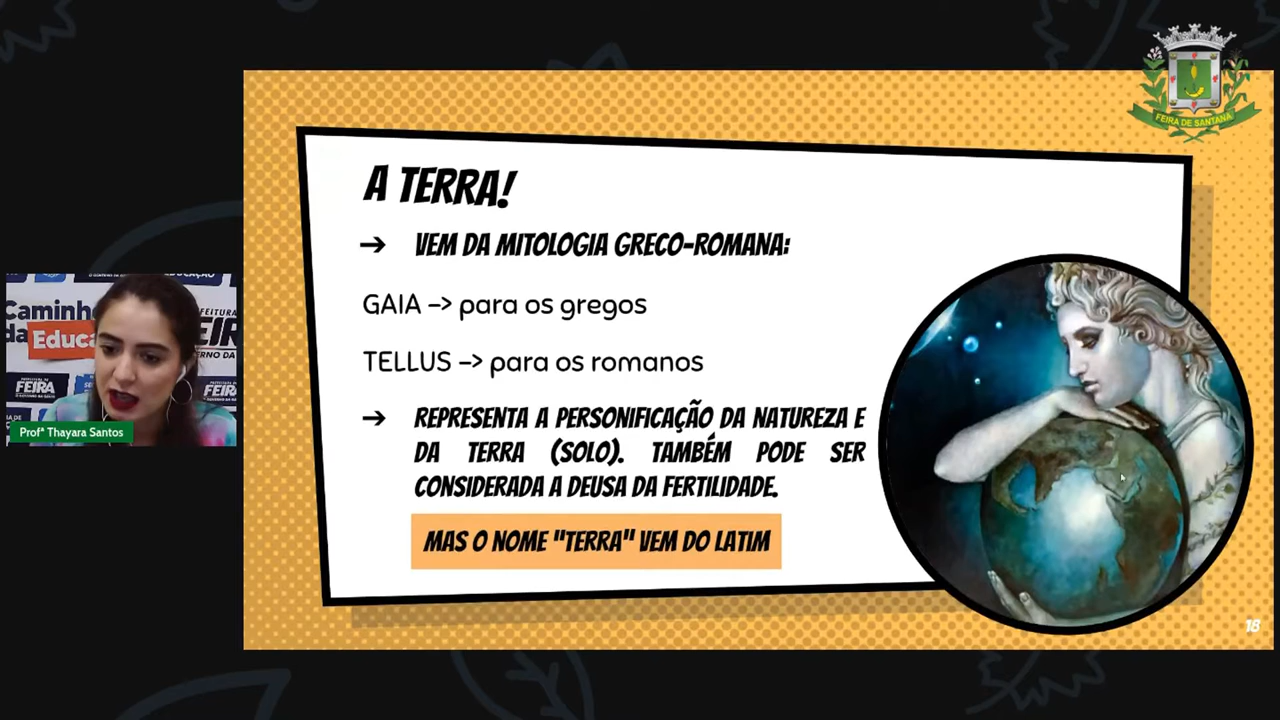 FEIRA DE SANTANA
A TERRA!
→ VEM DA MITOLOGIA GRECO-ROMANA:
GAIA –> para os gregos
TELLUS –> para os romanos
→ REPRESENTA A PERSONIFICAÇÃO DA NATUREZA E
DA TERRA (SOLO). TAMBÉM PODE SER
CONSIDERADA A DEUSA DA FERTILIDADE.
MAS O NOME "TERRA" VEM DO LATIM
18
Caminho
da Educa
FEIRA
FEIR
Profª Thayara Santos